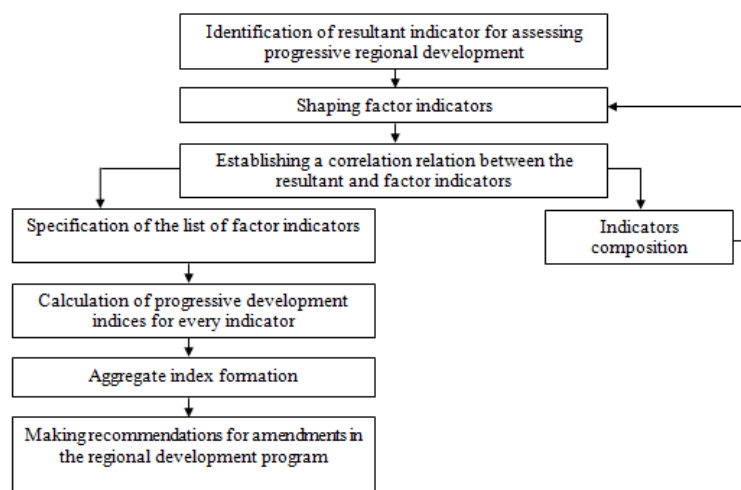 Identification of resultant indicator for assessing
progressive regional development
Shaping factor indicators
Establishing a correlation relation between the
resultant and factor indicators
Specification of the list of factor indicators
Indicators
composition
Calculation of progressive development
indices for every indicator
Aggregate index formation
Making recommendations for amendments in
the regional development program